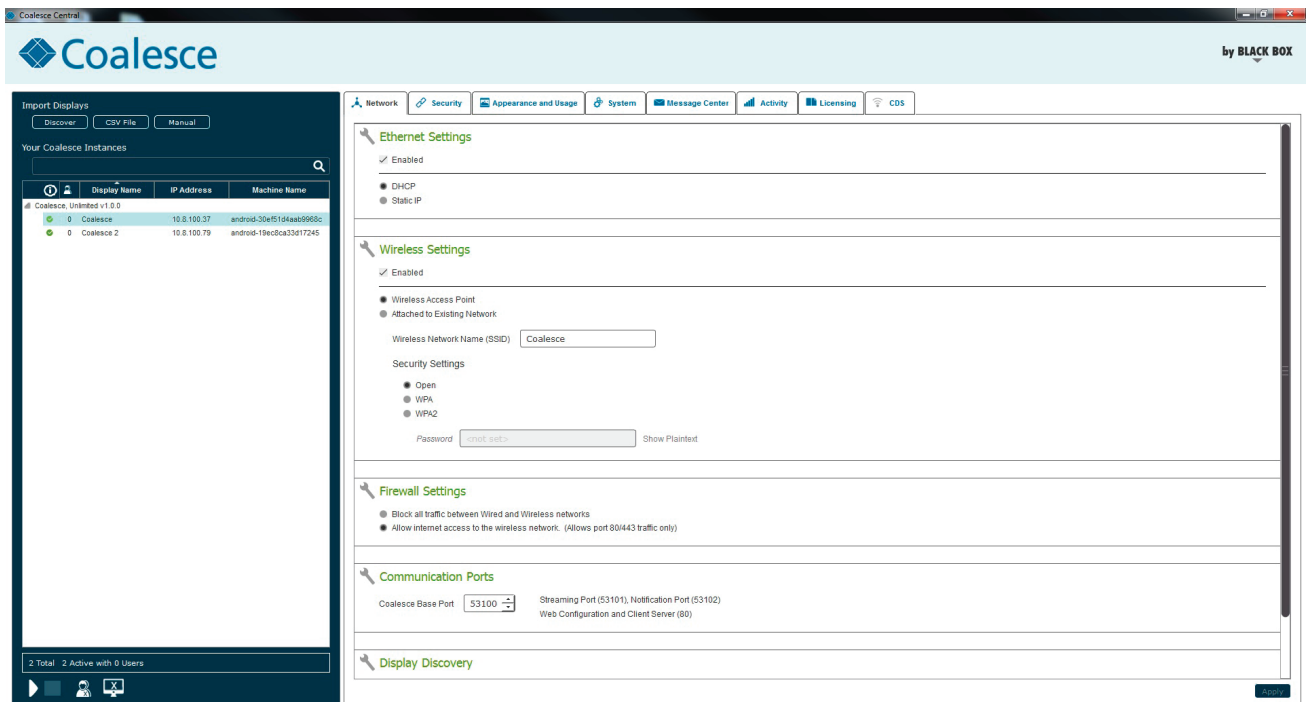 Coalesce Central
Coalesce
by BLACK BOX
Import Displays
Discover CSV File Manual
Your Coalesce Instances
Display Name IP Address Machine Name
Coalesce, Unlimited v1.0.0
0 Coalesce 10.8.100.37 android-30ef51d4aab9968c
0 Coalesce 2 10.8.100.79 android-19ec8ca33d17245
2 Total 2 Active with 0 Users
Network Security Appearance and Usage System Message Center Activity Licensing CDS
Ethernet Settings
Enabled
DHCP
Static IP
Wireless Settings
Enabled
Wireless Access Point
Attached to Existing Network
Wireless Network Name (SSID) Coalesce
Security Settings
Open
WPA
WPA2
Password <not set> Show Plaintext
Firewall Settings
Block all traffic between Wired and Wireless networks
Allow internet access to the wireless network. (Allows port 80/443 traffic only)
Communication Ports
Coalesce Base Port 53100 Streaming Port (53101), Notification Port (53102)
Web Configuration and Client Server (80)
Display Discovery
Apply